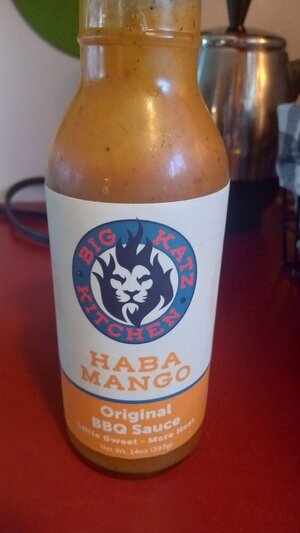 BIG KATZ
KITCHEN
HABA
MANGO
Original
BBQ Sauce
Little Sweet - More Heat
Net Wt. 14oz (397g)